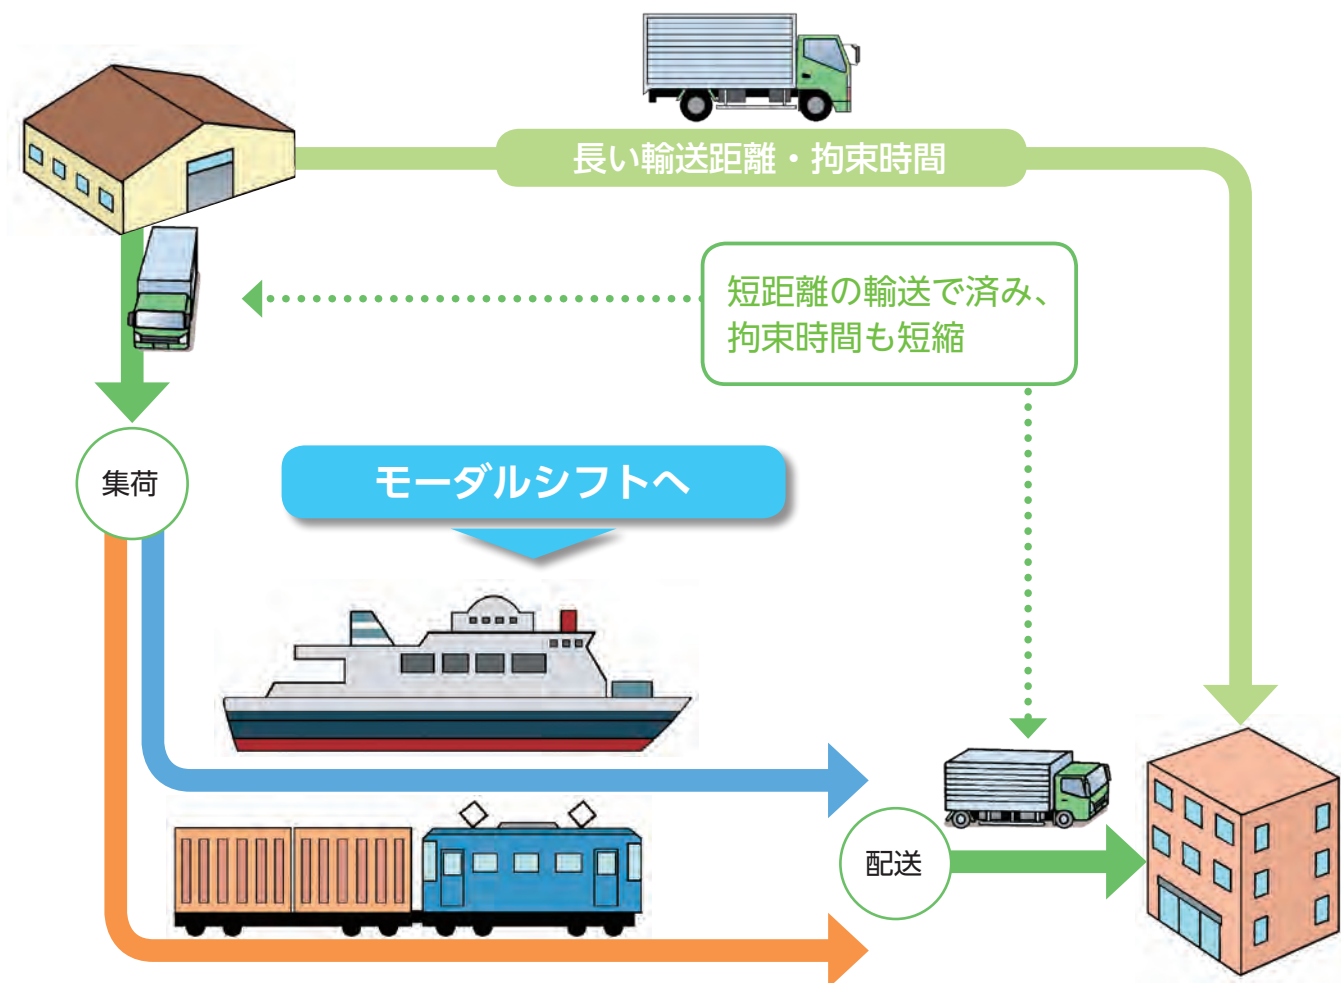 長い輸送距離・拘束時間
短距離の輸送で済み、
拘束時間も短縮
集荷
モーダルシフトへ
配送